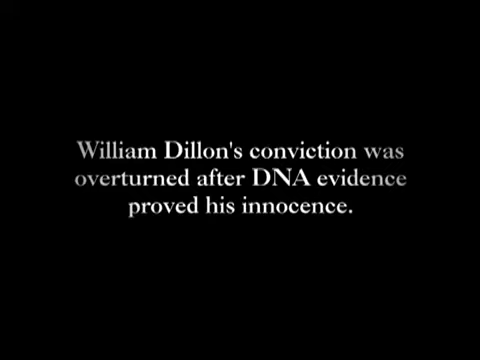 William Dillon's conviction was
overturned after DNA evidence
proved his innocence.